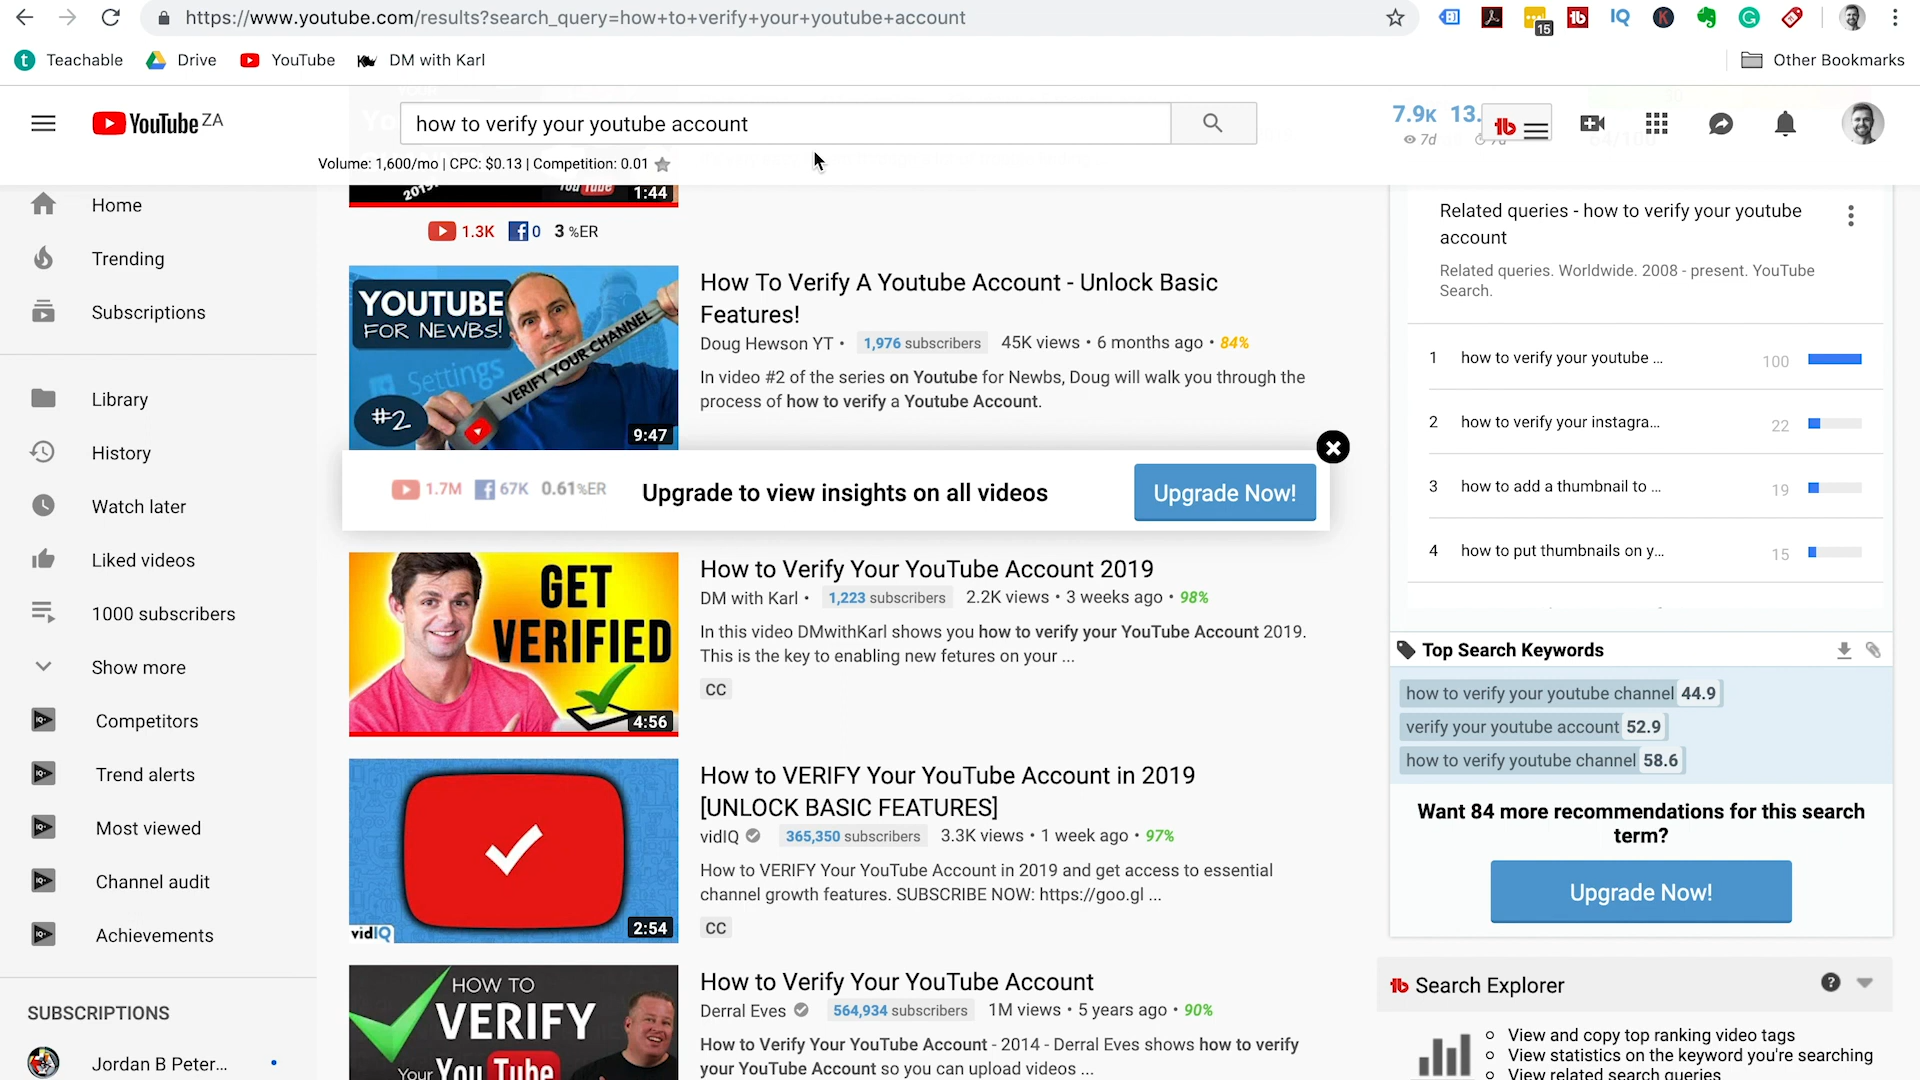 https://www.youtube.com/results?search_query=how+to+verify+your+youtube+account
15
Teachable
Drive
YouTube
DM with Karl
Other Bookmarks
YouTube ZA
how to verify your youtube account
7.9K 13.
7d
Volume: 1,600/mo | CPC: $0.13 | Competition: 0.01
Home
Trending
Subscriptions
Library
History
Watch later
Liked videos
1000 subscribers
Show more
Competitors
Trend alerts
Most viewed
Channel audit
Achievements
SUBSCRIPTIONS
Jordan B Peter...
2019
You Tube
1:44
1.3K 0 3 %ER
YOUTUBE
FOR NEWBS!
VERIFY YOUR CHANNEL
Settings
#2
9:47
How To Verify A Youtube Account - Unlock Basic
Features!
Doug Hewson YT • 1,976 subscribers 45K views • 6 months ago • 84%
In video #2 of the series on Youtube for Newbs, Doug will walk you through the
process of how to verify a Youtube Account.
1.7M 67K 0.61%ER
Upgrade to view insights on all videos
Upgrade Now!
GET
VERIFIED
4:56
How to Verify Your YouTube Account 2019
DM with Karl • 1,223 subscribers 2.2K views • 3 weeks ago • 98%
In this video DMwithKarl shows you how to verify your YouTube Account 2019.
This is the key to enabling new fetures on your ...
CC
vidIQ
2:54
How to VERIFY Your YouTube Account in 2019
[UNLOCK BASIC FEATURES]
vidIQ 365,350 subscribers 3.3K views • 1 week ago • 97%
How to VERIFY Your YouTube Account in 2019 and get access to essential
channel growth features. SUBSCRIBE NOW: https://goo.gl ...
CC
HOW TO
VERIFY
Your You Tube
How to Verify Your YouTube Account
Derral Eves 564,934 subscribers 1M views • 5 years ago • 90%
How to Verify Your YouTube Account - 2014 - Derral Eves shows how to verify
your YouTube Account so you can upload videos ...
Related queries - how to verify your youtube
account
Related queries. Worldwide. 2008 - present. YouTube
Search.
1 how to verify your youtube ... 100
2 how to verify your instagra... 22
3 how to add a thumbnail to ... 19
4 how to put thumbnails on y... 15
Top Search Keywords
how to verify your youtube channel 44.9
verify your youtube account 52.9
how to verify youtube channel 58.6
Want 84 more recommendations for this search
term?
Upgrade Now!
Search Explorer
View and copy top ranking video tags
View statistics on the keyword you're searching
View related search queries